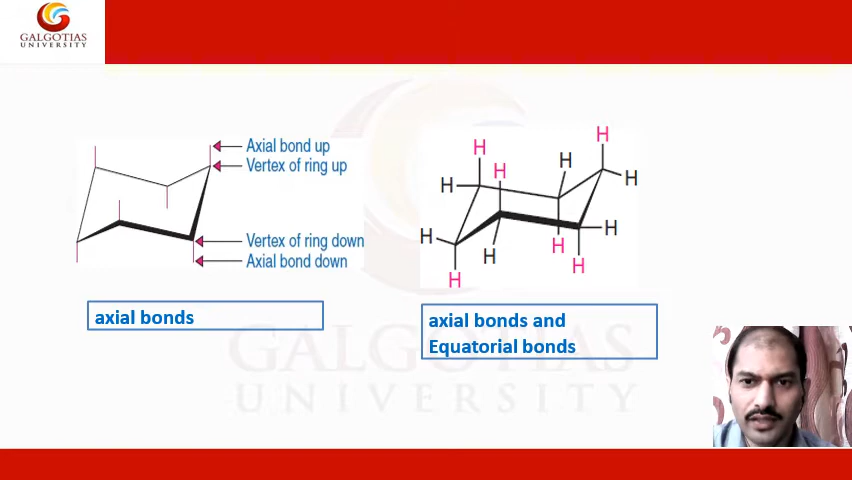 GALGOTIAS
UNIVERSITY
Axial bond up
Vertex of ring up
Vertex of ring down
Axial bond down
axial bonds
H
H
H
H
H
H
H
H
H
H
H
H
axial bonds and
Equatorial bonds
GALGOTIAS
UNIVERSITY